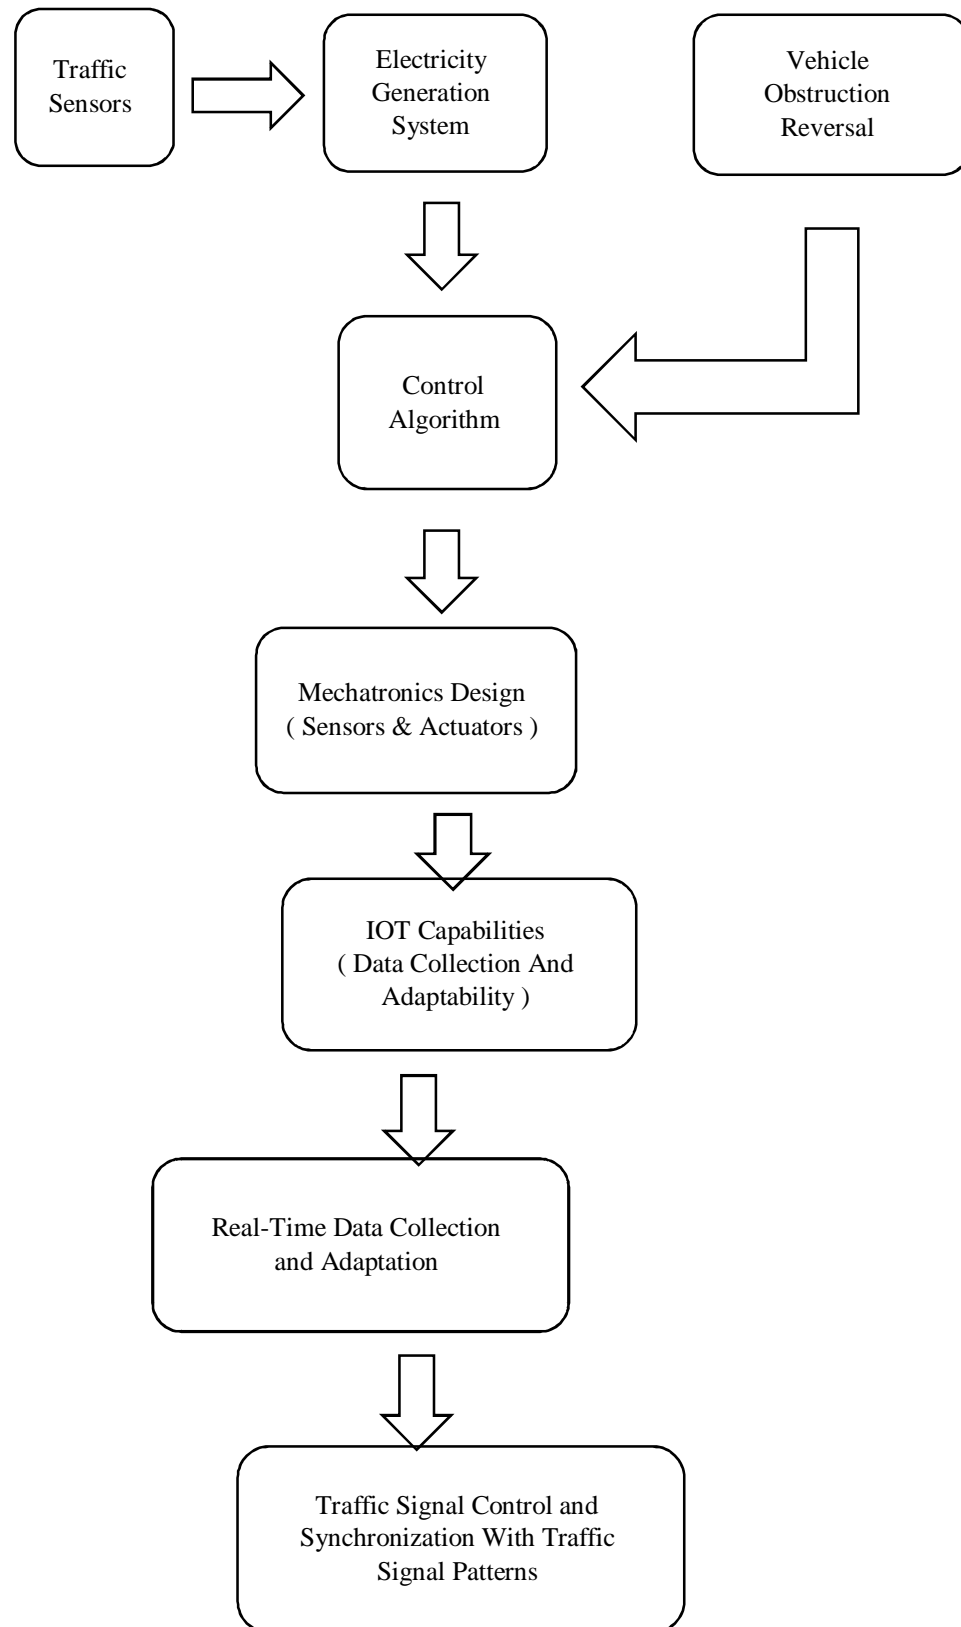 Traffic
Sensors
Electricity
Generation
System
Vehicle
Obstruction
Reversal
Control
Algorithm
Mechatronics Design
( Sensors & Actuators )
IOT Capabilities
( Data Collection And
Adaptability )
Real-Time Data Collection
and Adaptation
Traffic Signal Control and
Synchronization With Traffic
Signal Patterns